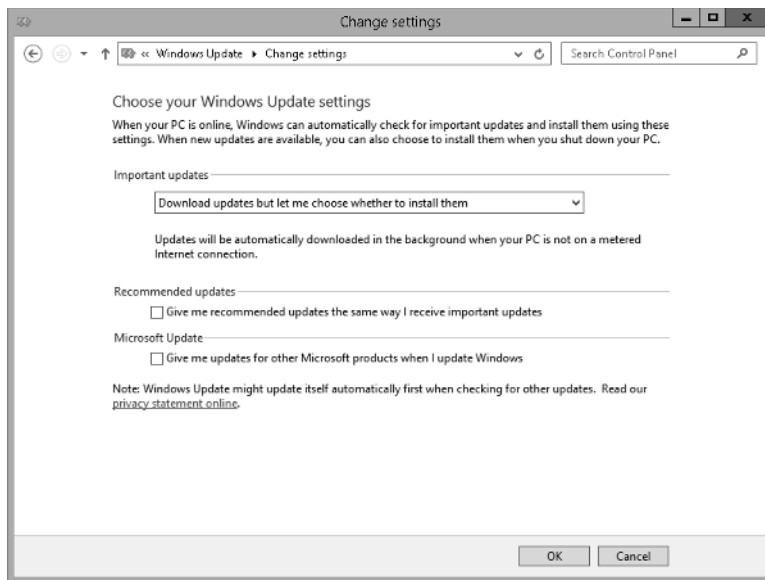 Change settings
« Windows Update ▸ Change settings
Search Control Panel
Choose your Windows Update settings
When your PC is online, Windows can automatically check for important updates and install them using these
settings. When new updates are available, you can also choose to install them when you shut down your PC.
Important updates
Download updates but let me choose whether to install them
Updates will be automatically downloaded in the background when your PC is not on a metered
Internet connection.
Recommended updates
Give me recommended updates the same way I receive important updates
Microsoft Update
Give me updates for other Microsoft products when I update Windows
Note: Windows Update might update itself automatically first when checking for other updates. Read our
privacy statement online.
OK Cancel